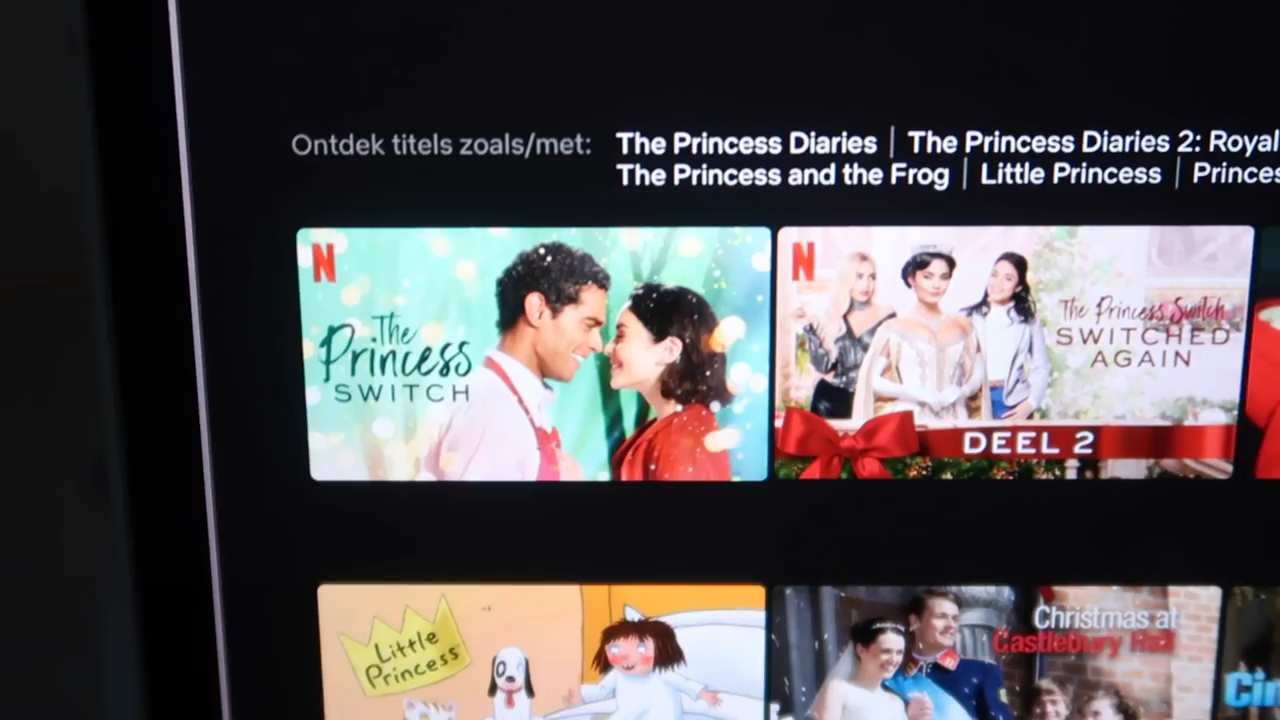 Ontdek titels zoals/met: The Princess Diaries | The Princess Diaries 2: Royal
The Princess and the Frog | Little Princess |
N
The
Princess
SWITCH
N
The Princess Switch
SWITCHED
AGAIN
DEEL 2
Little
Princess
Christmas at
Castlebury Hall